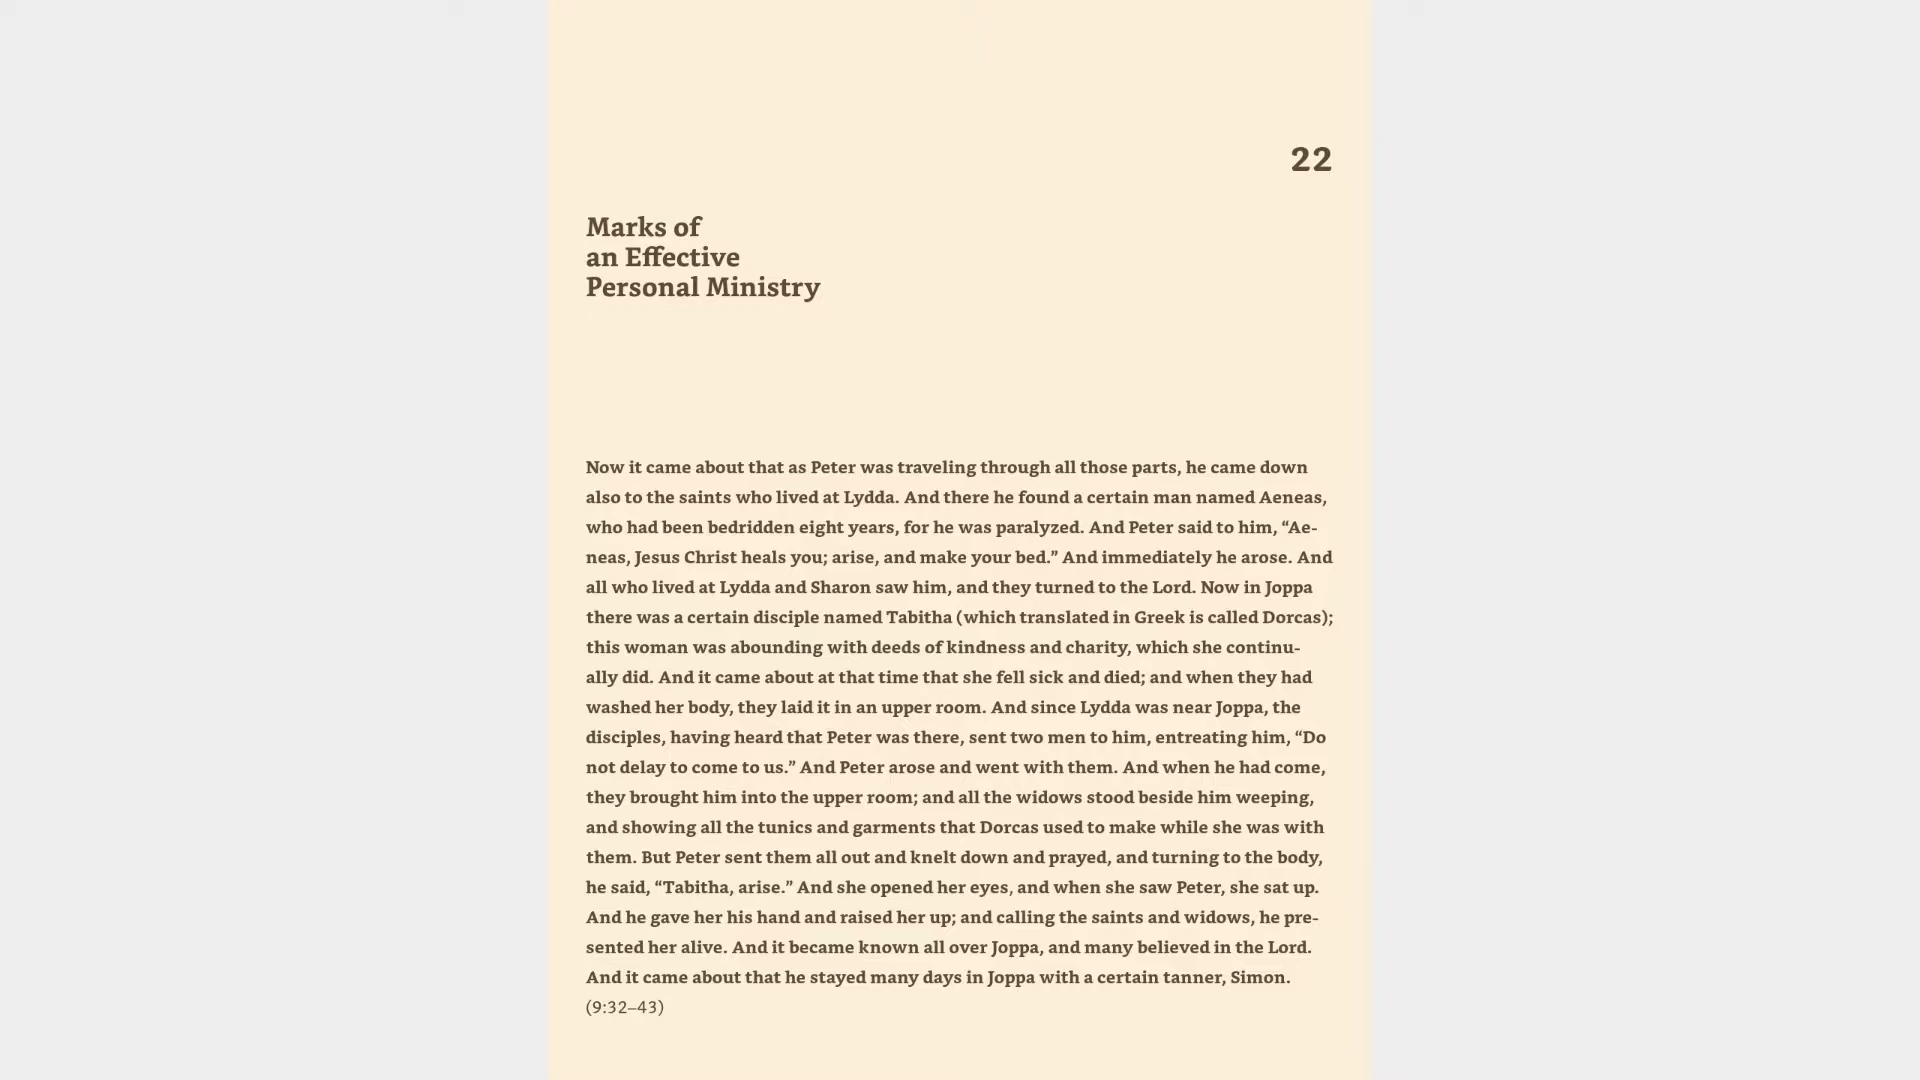 22
Marks of
an Effective
Personal Ministry
Now it came about that as Peter was traveling through all those parts, he came down
also to the saints who lived at Lydda. And there he found a certain man named Aeneas,
who had been bedridden eight years, for he was paralyzed. And Peter said to him, “Ae-
neas, Jesus Christ heals you; arise, and make your bed.” And immediately he arose. And
all who lived at Lydda and Sharon saw him, and they turned to the Lord. Now in Joppa
there was a certain disciple named Tabitha (which translated in Greek is called Dorcas);
this woman was abounding with deeds of kindness and charity, which she continu-
ally did. And it came about at that time that she fell sick and died; and when they had
washed her body, they laid it in an upper room. And since Lydda was near Joppa, the
disciples, having heard that Peter was there, sent two men to him, entreating him, “Do
not delay to come to us.” And Peter arose and went with them. And when he had come,
they brought him into the upper room; and all the widows stood beside him weeping,
and showing all the tunics and garments that Dorcas used to make while she was with
them. But Peter sent them all out and knelt down and prayed, and turning to the body,
he said, “Tabitha, arise.” And she opened her eyes, and when she saw Peter, she sat up.
And he gave her his hand and raised her up; and calling the saints and widows, he pre-
sented her alive. And it became known all over Joppa, and many believed in the Lord.
And it came about that he stayed many days in Joppa with a certain tanner, Simon.
(9:32–43)